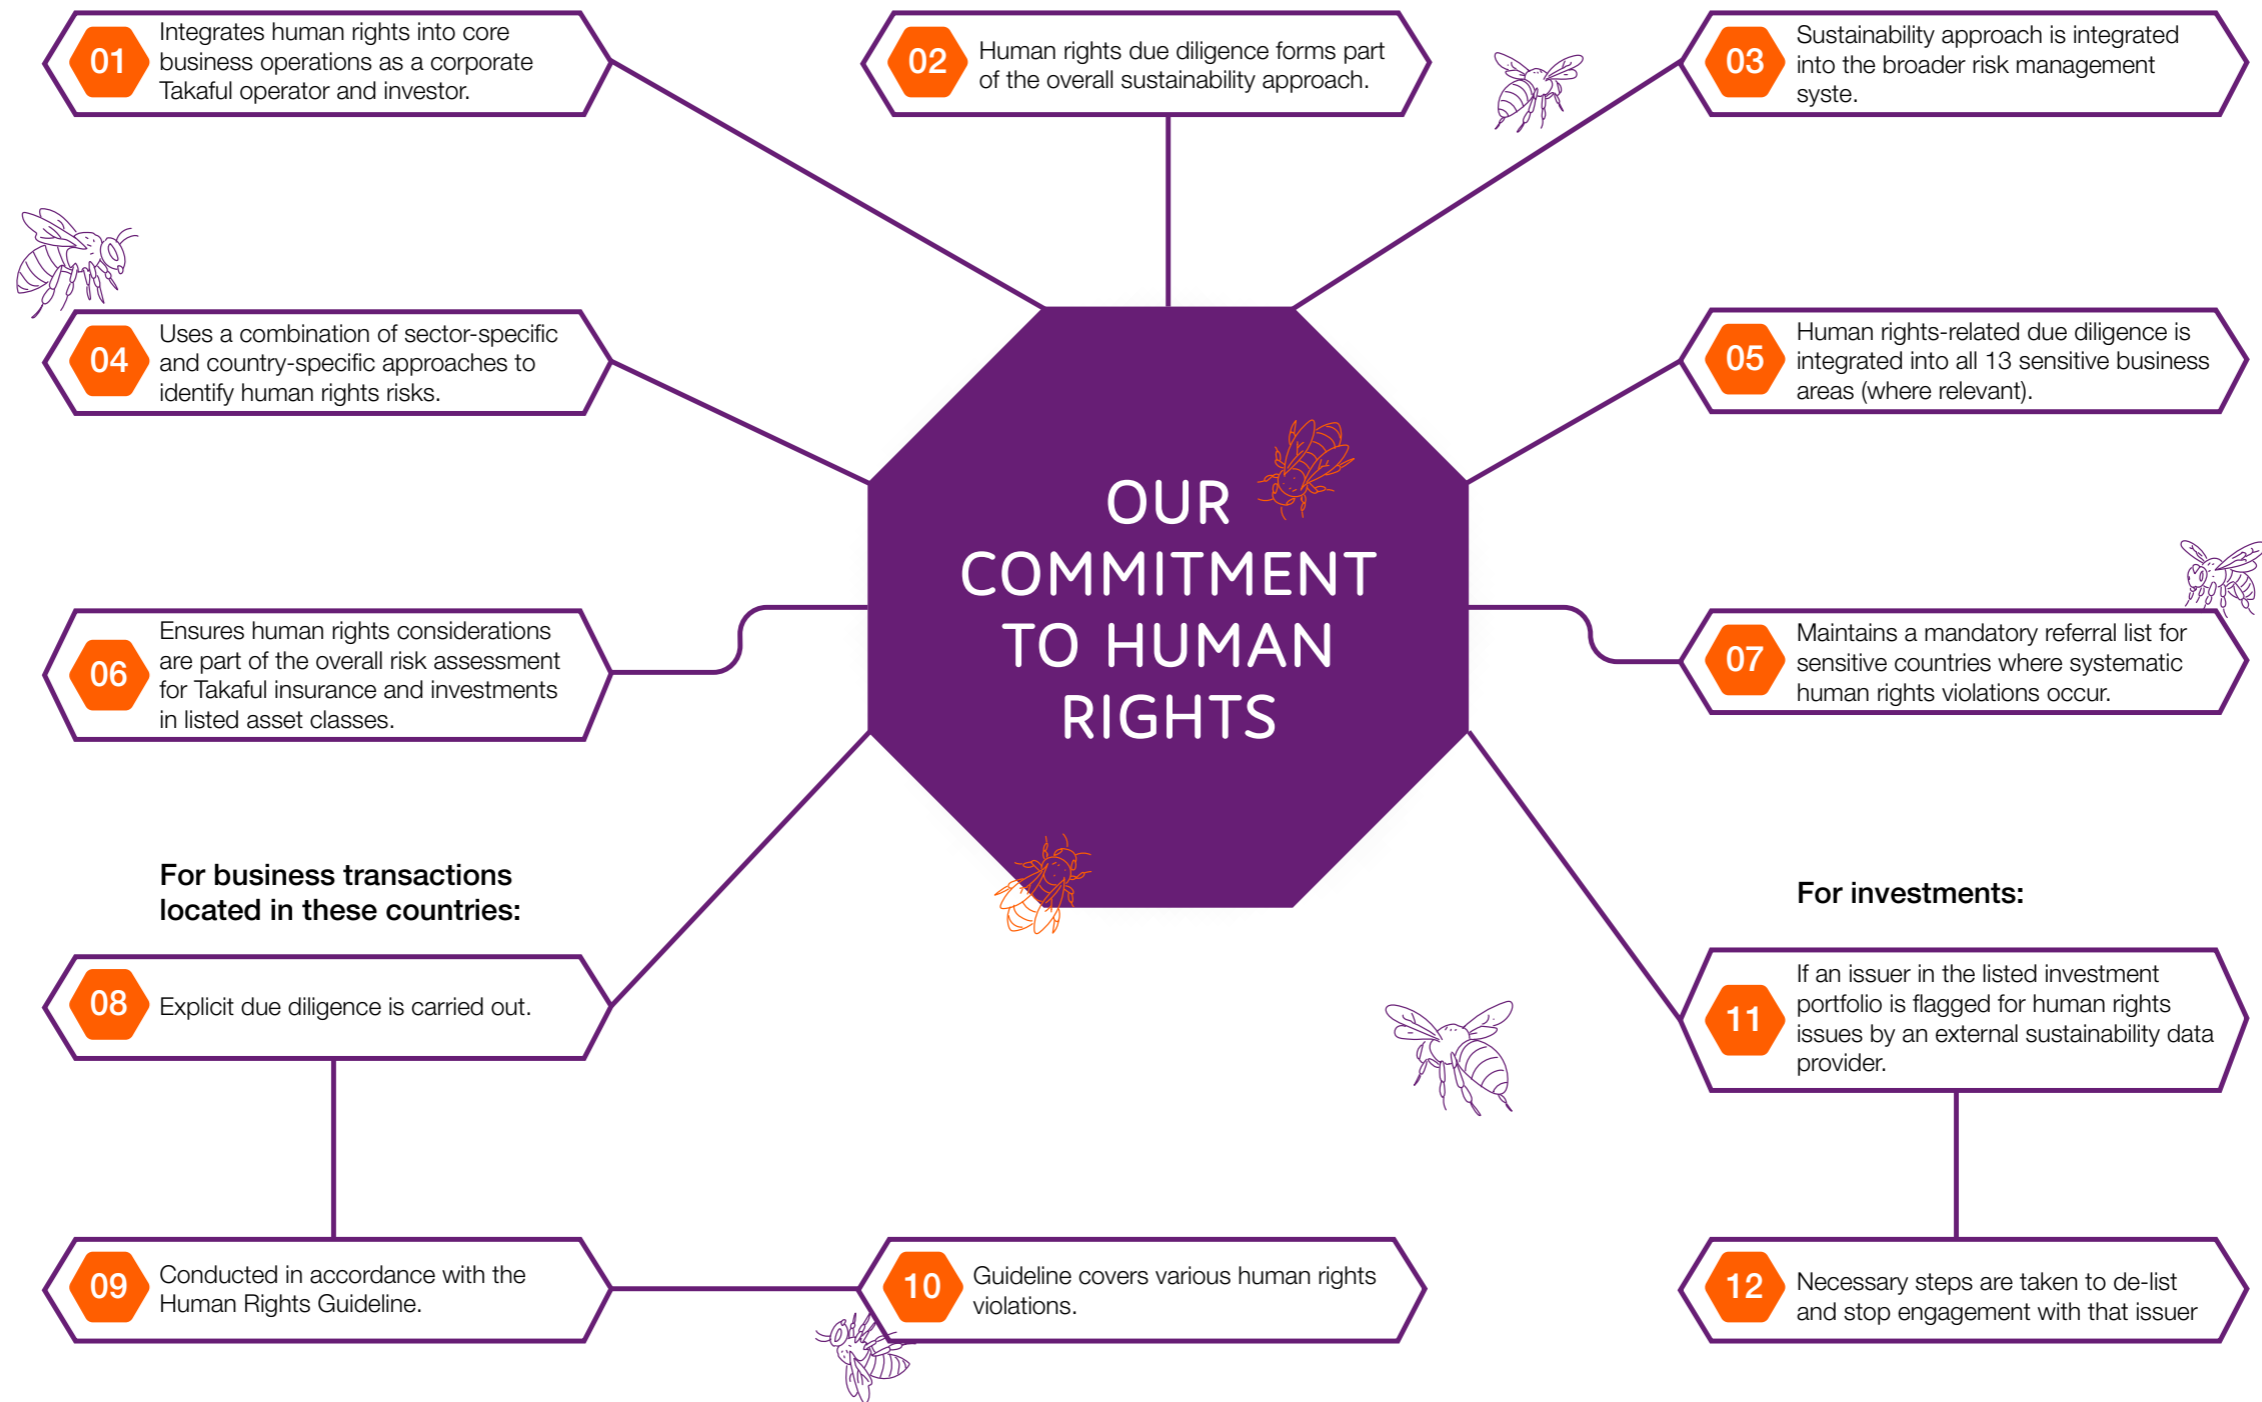 01
Integrates human rights into core
business operations as a corporate
Takaful operator and investor.
02
Human rights due diligence forms part
of the overall sustainability approach.
03
Sustainability approach is integrated
into the broader risk management
syste.
04
Uses a combination of sector-specific
and country-specific approaches to
identify human rights risks.
05
Human rights-related due diligence is
integrated into all 13 sensitive business
areas (where relevant).
OUR
COMMITMENT
TO HUMAN
RIGHTS
06
Ensures human rights considerations
are part of the overall risk assessment
for Takaful insurance and investments
in listed asset classes.
07
Maintains a mandatory referral list for
sensitive countries where systematic
human rights violations occur.
For business transactions
located in these countries:
08
Explicit due diligence is carried out.
09
Conducted in accordance with the
Human Rights Guideline.
10
Guideline covers various human rights
violations.
For investments:
11
If an issuer in the listed investment
portfolio is flagged for human rights
issues by an external sustainability data
provider.
12
Necessary steps are taken to de-list
and stop engagement with that issuer